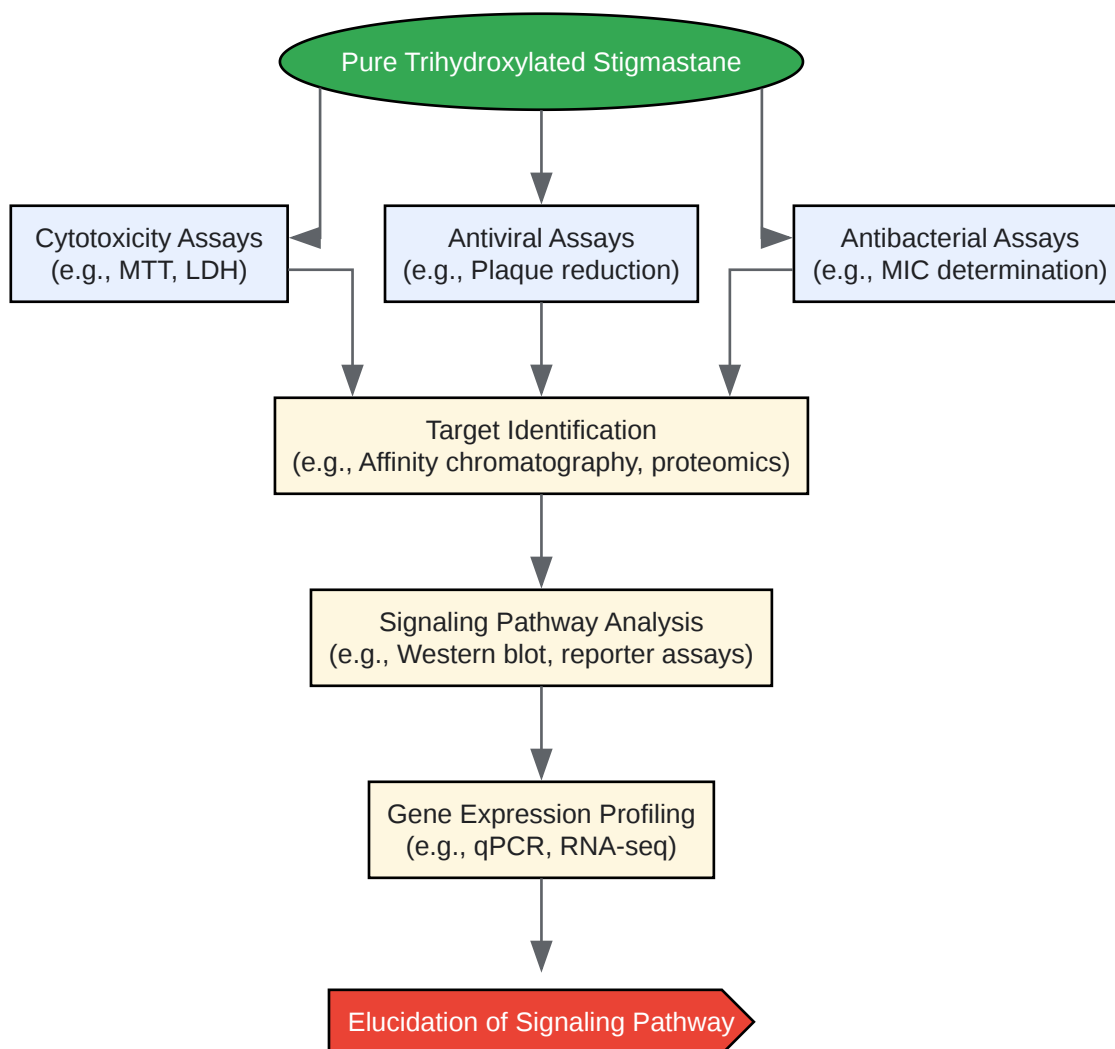 Pure Trihydroxylated Stigmastane
Cytotoxicity Assays
(e.g., MTT, LDH)
Antiviral Assays
(e.g., Plaque reduction)
Antibacterial Assays
(e.g., MIC determination)
Target Identification
(e.g., Affinity chromatography, proteomics)
Signaling Pathway Analysis
(e.g., Western blot, reporter assays)
Gene Expression Profiling
(e.g., qPCR, RNA-seq)
Elucidation of Signaling Pathway